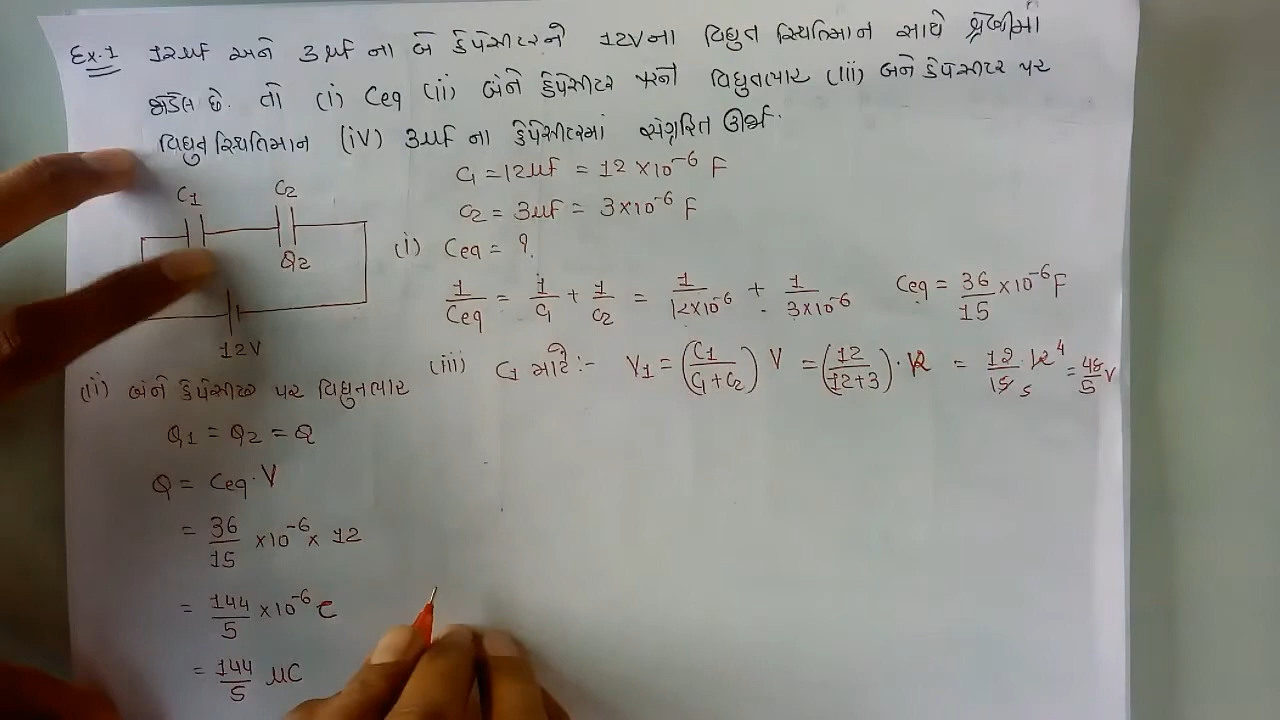 Ex.1 12μf અને 3μf ના બે કેપેસીટરને 12V ના વિદ્યુત સ્થિતિમાન સાથે શ્રેણીમાં
જોડેલ છે. તો (i) Ceq (ii) બંને કેપેસીટર પરનો વિદ્યુતભાર (iii) બંને કેપેસીટર પર
વિદ્યુતસ્થિતિમાન (iv) 3μf ના કેપેસીટરમાં સંગ્રહિત ઊર્જા.
C1 = 12μf = 12 × 10^-6 F
C2 = 3μf = 3×10^-6 F
C1 C2
Q2
12V
(i) Ceq = ?
1/Ceq = 1/C1 + 1/C2 = 1/12×10^-6 + 1/3×10^-6 Ceq = 36/15 ×10^-6 F
(ii) બંને કેપેસીટર પર વિદ્યુતભાર
Q1 = Q2 = Q
Q = Ceq · V
= 36/15 ×10^-6 × 12
= 144/5 ×10^-6 C
= 144/5 μC
(iii) C1 માટે :- V1 = (C1/C1+C2) V = (12/12+3) · 12 = 12/15 5 · 12 4 = 48/5 V